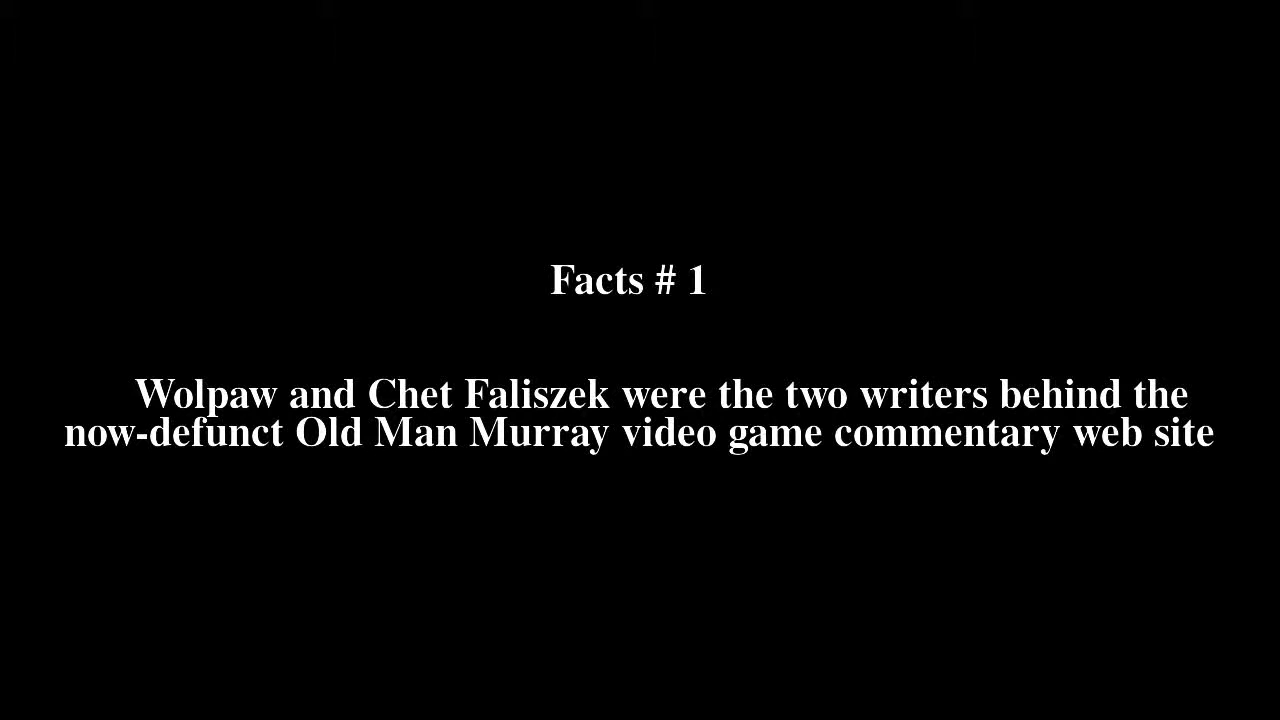 Facts # 1
Wolpaw and Chet Faliszek were the two writers behind the
now-defunct Old Man Murray video game commentary web site